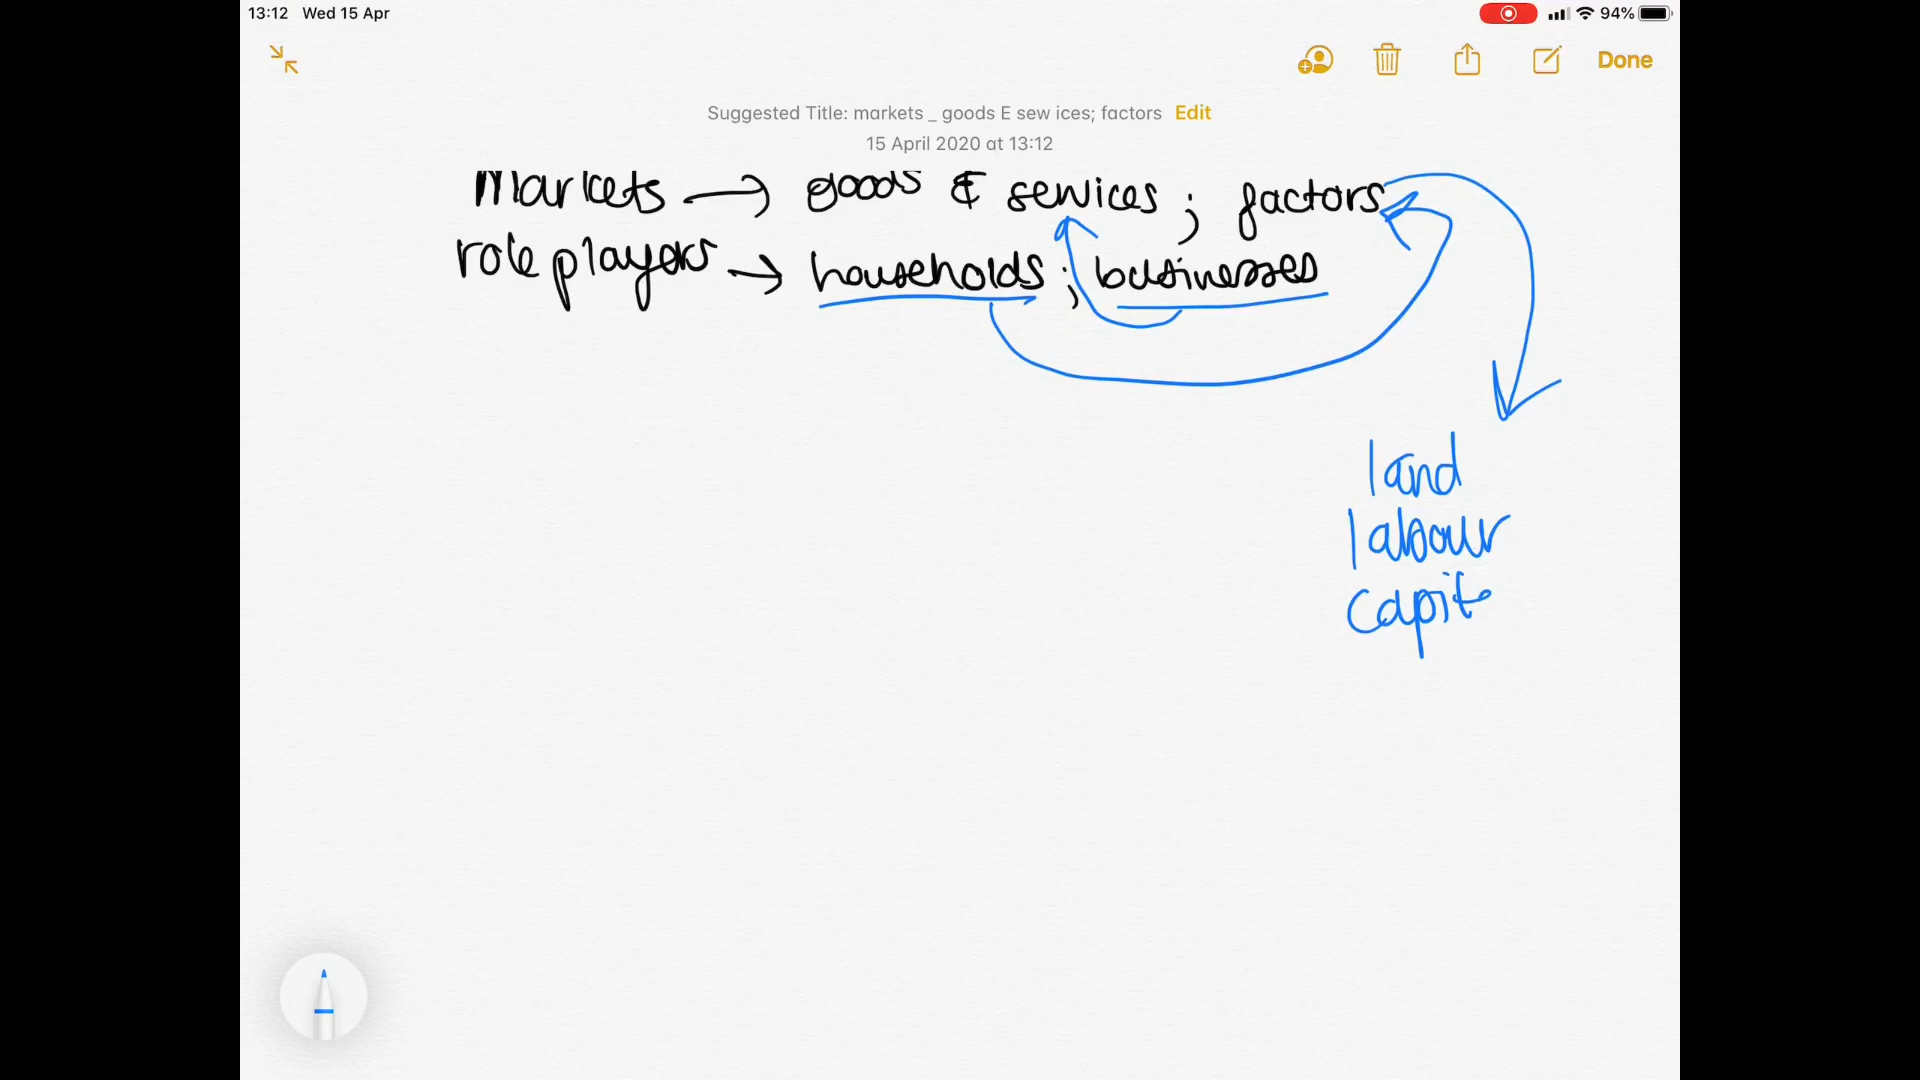 13:12 Wed 15 Apr 94%
Done
Suggested Title: markets _ goods E sew ices; factors Edit
15 April 2020 at 13:12
Markets → goods & services ; factors
role players → households ; businesses
land
labour
capita